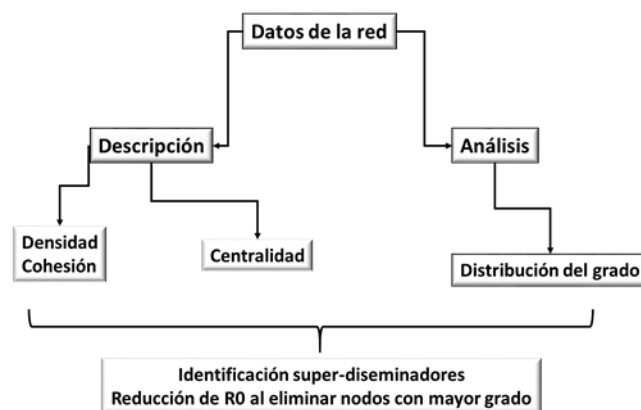 Datos de la red
Descripción
Análisis
Densidad
Cohesión
Centralidad
Distribución del grado
Identificación super-diseminadores
Reducción de R0 al eliminar nodos con mayor grado